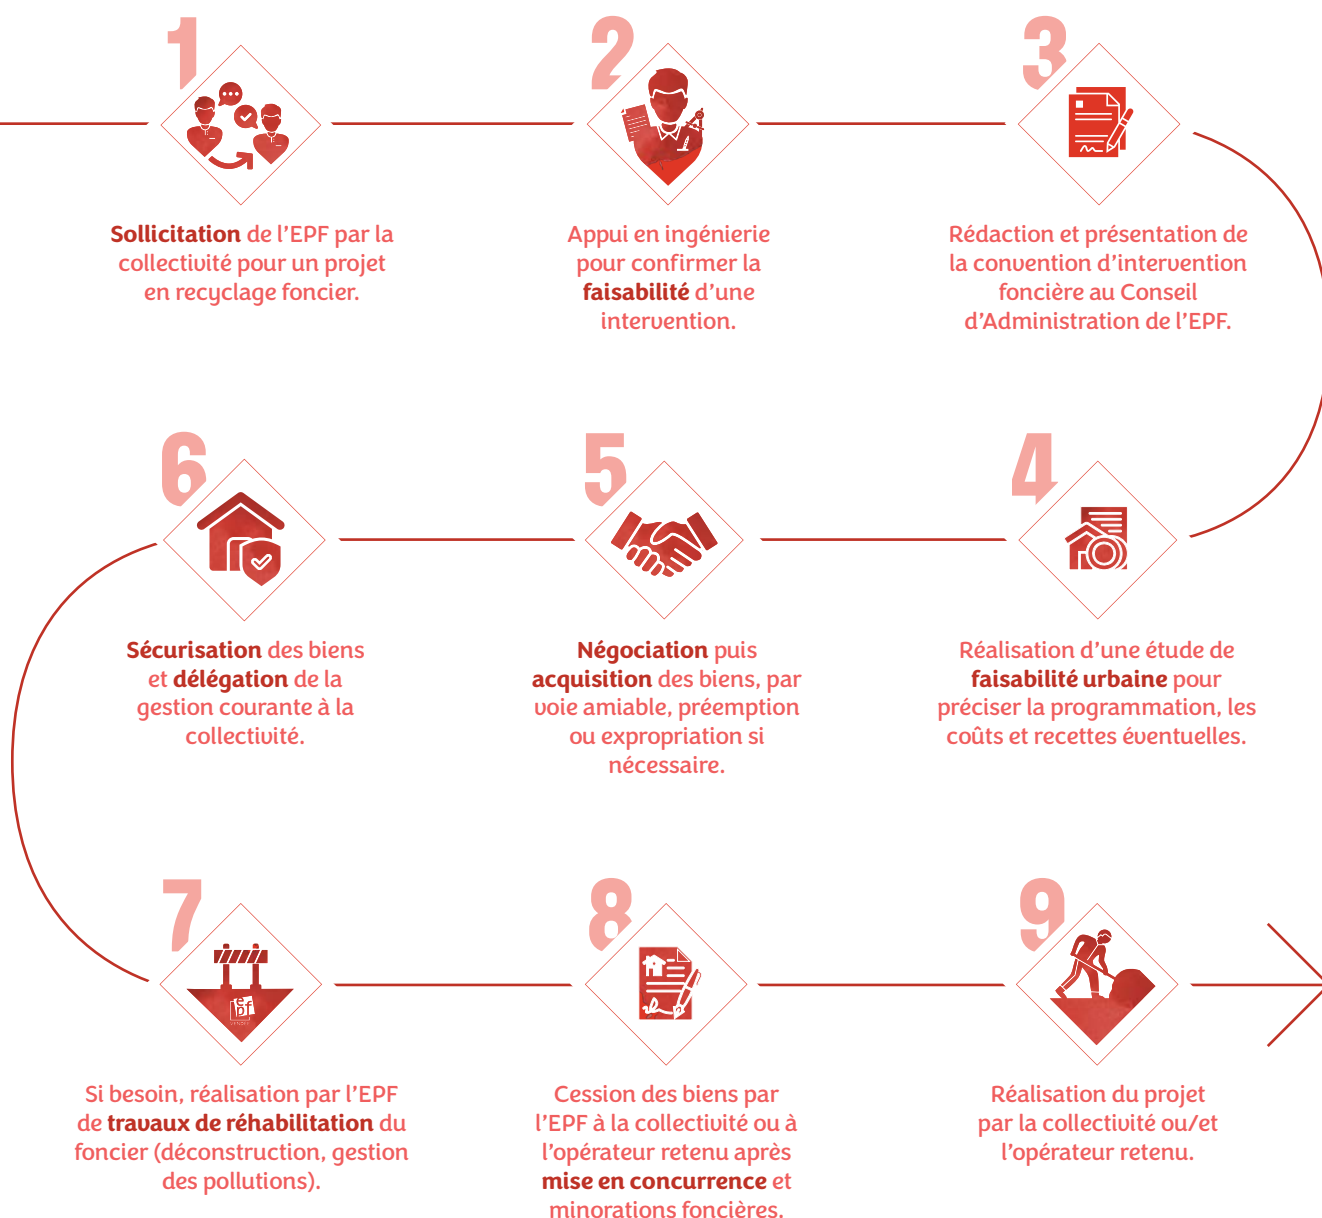 1
Sollicitation de l’EPF par la
collectivité pour un projet
en recyclage foncier.
2
Appui en ingénierie
pour confirmer la
faisabilité d’une
intervention.
3
Rédaction et présentation de
la convention d’intervention
foncière au Conseil
d’Administration de l’EPF.
4
Réalisation d’une étude de
faisabilité urbaine pour
préciser la programmation, les
coûts et recettes éventuelles.
5
Négociation puis
acquisition des biens, par
voie amiable, préemption
ou expropriation si
nécessaire.
6
Sécurisation des biens
et délégation de la
gestion courante à la
collectivité.
7
epf
Si besoin, réalisation par l’EPF
de travaux de réhabilitation du
foncier (déconstruction, gestion
des pollutions).
8
Cession des biens par
l’EPF à la collectivité ou à
l’opérateur retenu après
mise en concurrence et
minorations foncières.
9
Réalisation du projet
par la collectivité ou/et
l’opérateur retenu.